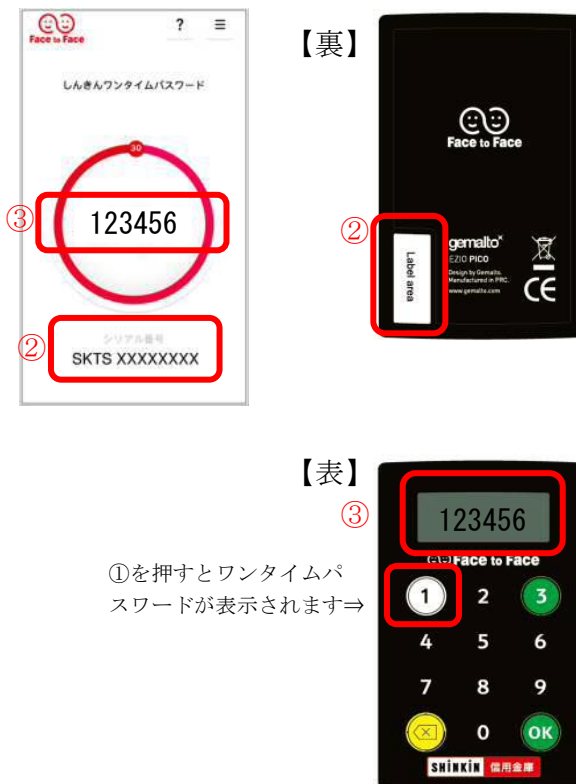 Face to Face
? ≡
しんきんワンタイムパスワード
30
③
123456
②
シリアル番号
SKTS XXXXXXXX
【裏】
Face to Face
②
Label area
gemalto×
EZIO PICO
Design by Gemalto.
Manufactured in PRC.
www.gemalto.com
CE
【表】
③
123456
Face to Face
①を押すとワンタイムパ
スワードが表示されます⇒
1 2 3
4 5 6
7 8 9
0 OK
SHINKIN 信用金庫